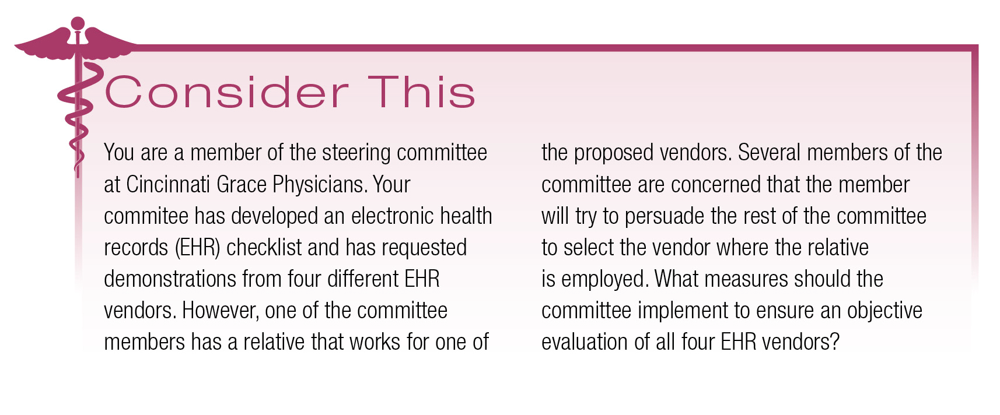 Consider This
You are a member of the steering committee
at Cincinnati Grace Physicians. Your
commitee has developed an electronic health
records (EHR) checklist and has requested
demonstrations from four different EHR
vendors. However, one of the committee
members has a relative that works for one of
the proposed vendors. Several members of the
committee are concerned that the member
will try to persuade the rest of the committee
to select the vendor where the relative
is employed. What measures should the
committee implement to ensure an objective
evaluation of all four EHR vendors?